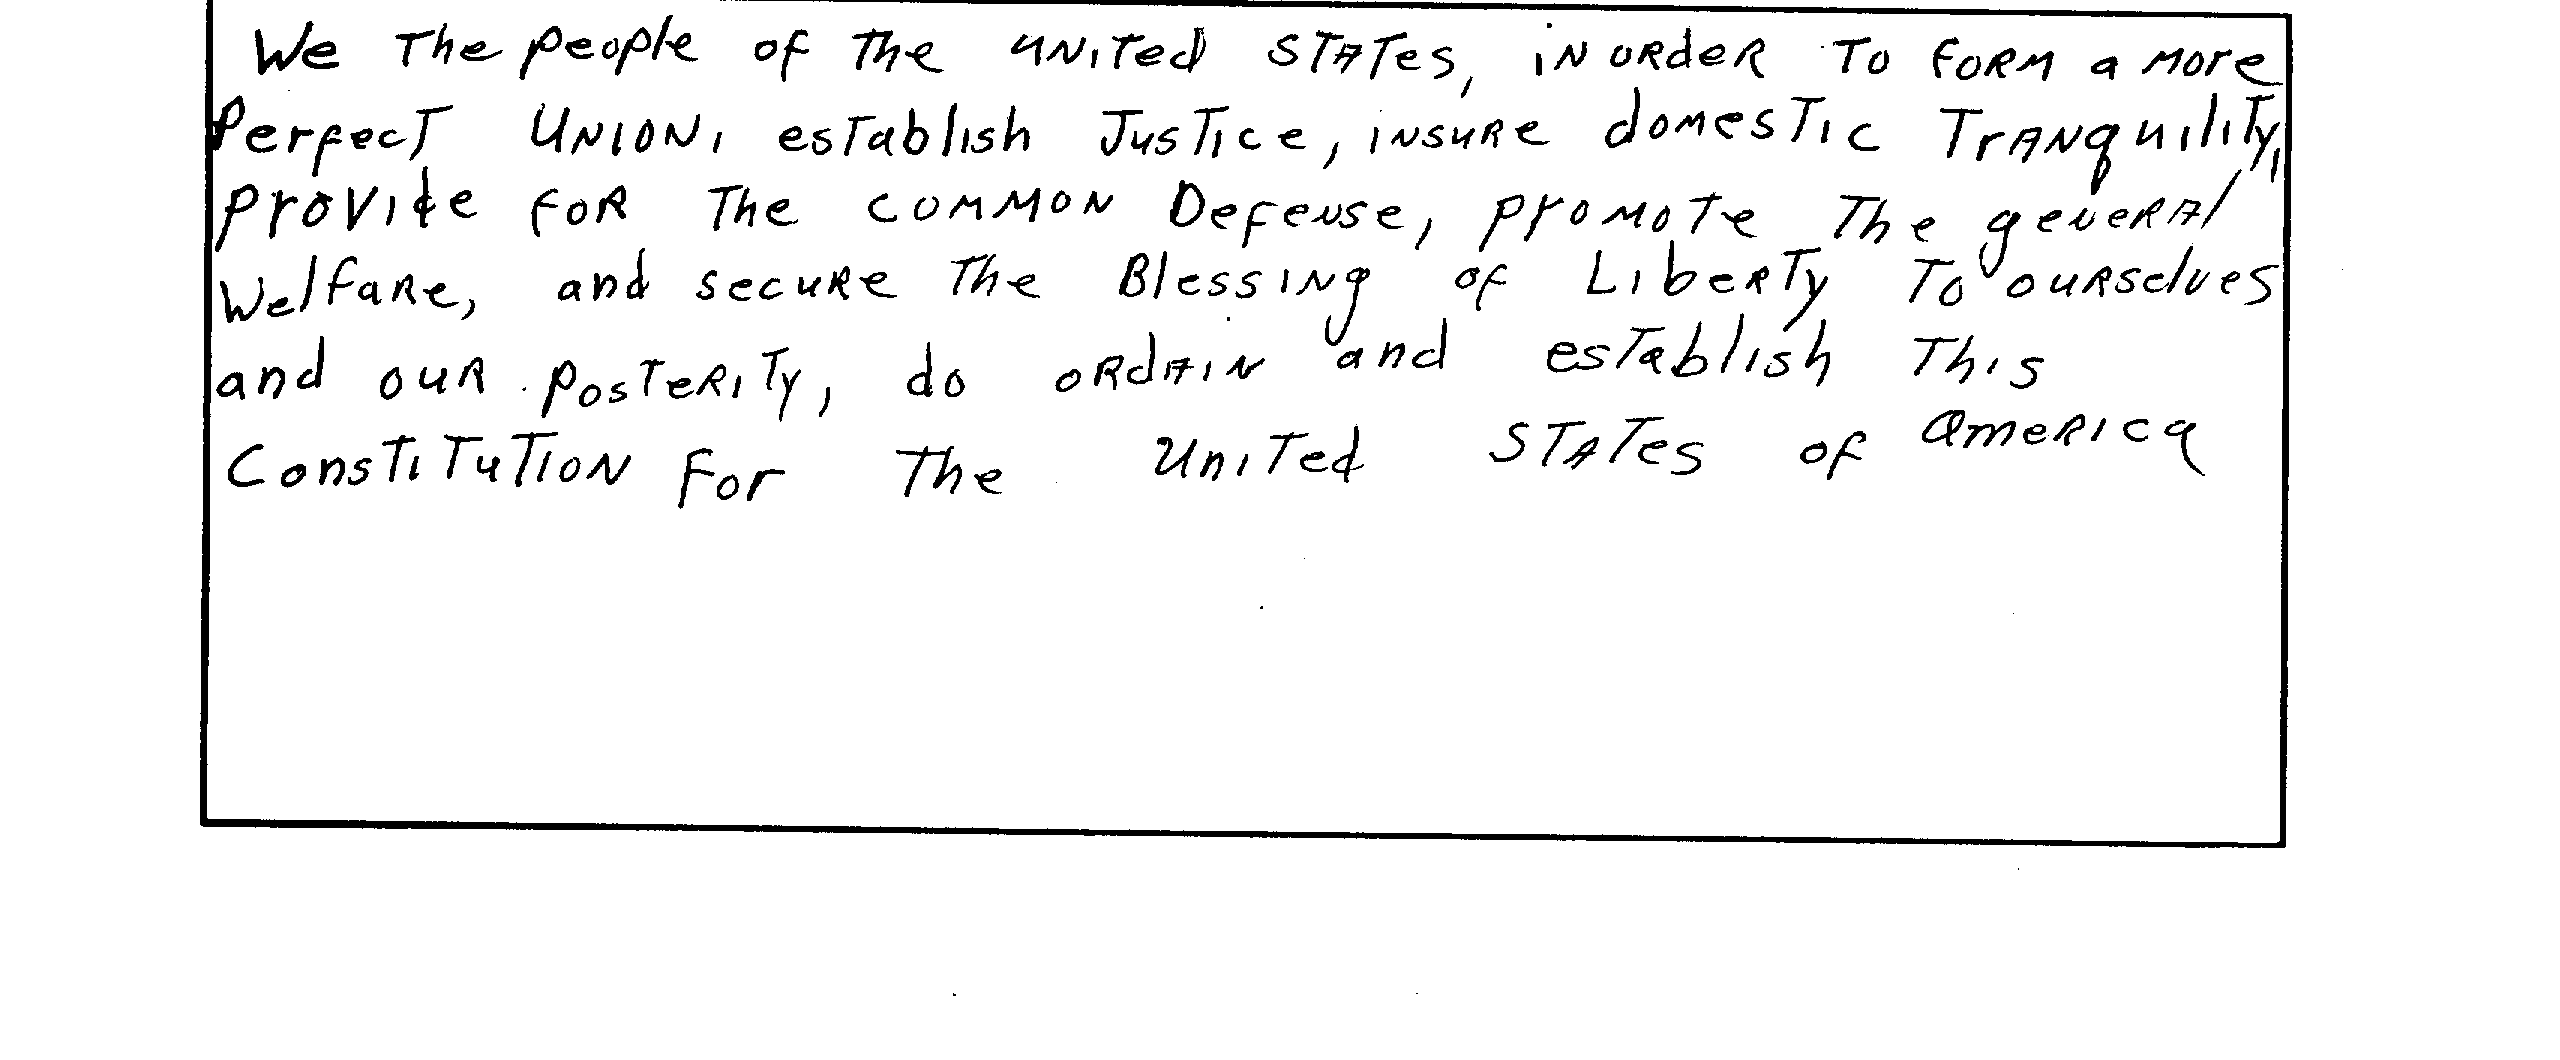 We The people of The united STATes, in order To form a more
Perfect Union, establish Justice, insure domestic Tranquility,
provide for The common Defense, promote The general
Welfare, and secure The Blessing of Liberty To ourselves
and our posterity, do ordain and establish This
Constitution For The United States of america